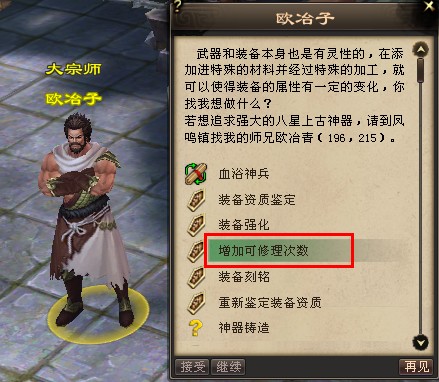 欧冶子
大宗师
欧冶子
武器和装备本身也是有灵性的，在添
加进特殊的材料并经过特殊的加工，就
可以使得装备的属性有一定的变化，你
找我想做什么？
若想追求强大的八星上古神器，请到凤
鸣镇找我的师兄欧冶青（196，215）。
血浴神兵
装备资质鉴定
装备强化
增加可修理次数
装备刻铭
重新鉴定装备资质
神器铸造
接受 继续 再见